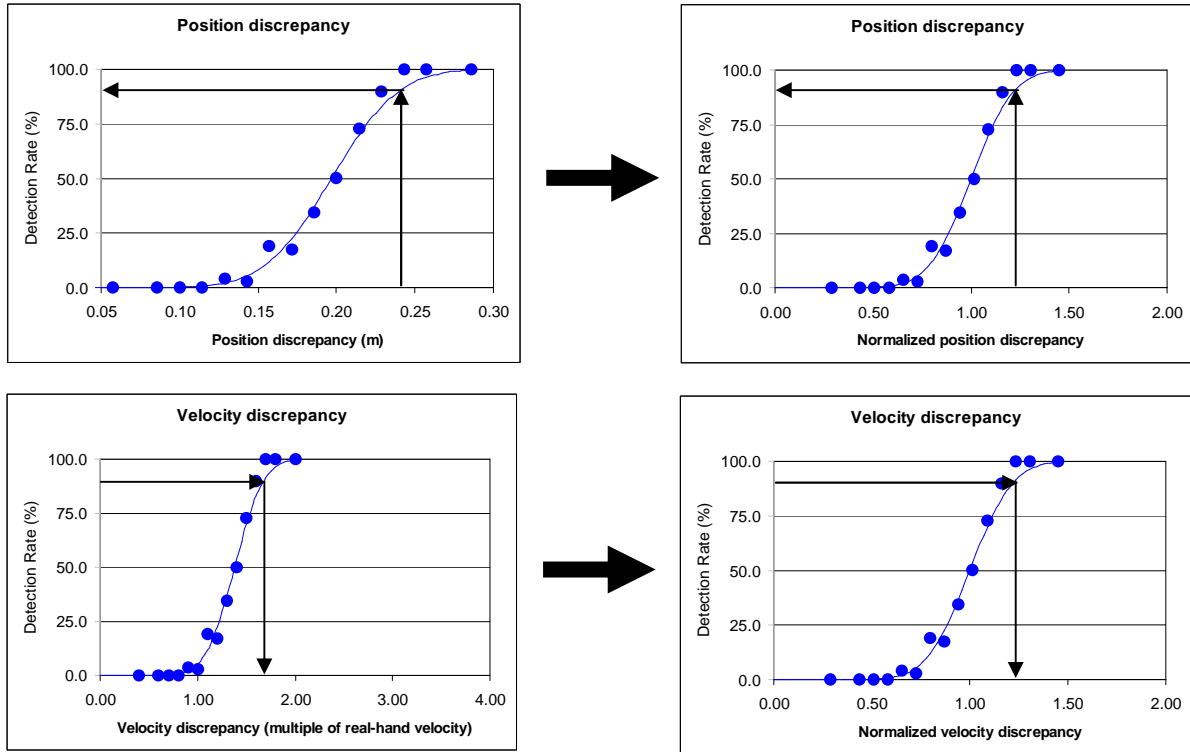 Position discrepancy
100.0
75.0
50.0
25.0
0.0
Detection Rate (%)
0.05 0.10 0.15 0.20 0.25 0.30
Position discrepancy (m)
Position discrepancy
100.0
75.0
50.0
25.0
0.0
Detection Rate (%)
0.00 0.50 1.00 1.50 2.00
Normalized position discrepancy
Velocity discrepancy
100.0
75.0
50.0
25.0
0.0
Detection Rate (%)
0.00 1.00 2.00 3.00 4.00
Velocity discrepancy (multiple of real-hand velocity)
Velocity discrepancy
100.0
75.0
50.0
25.0
0.0
Detection Rate (%)
0.00 0.50 1.00 1.50 2.00
Normalized velocity discrepancy